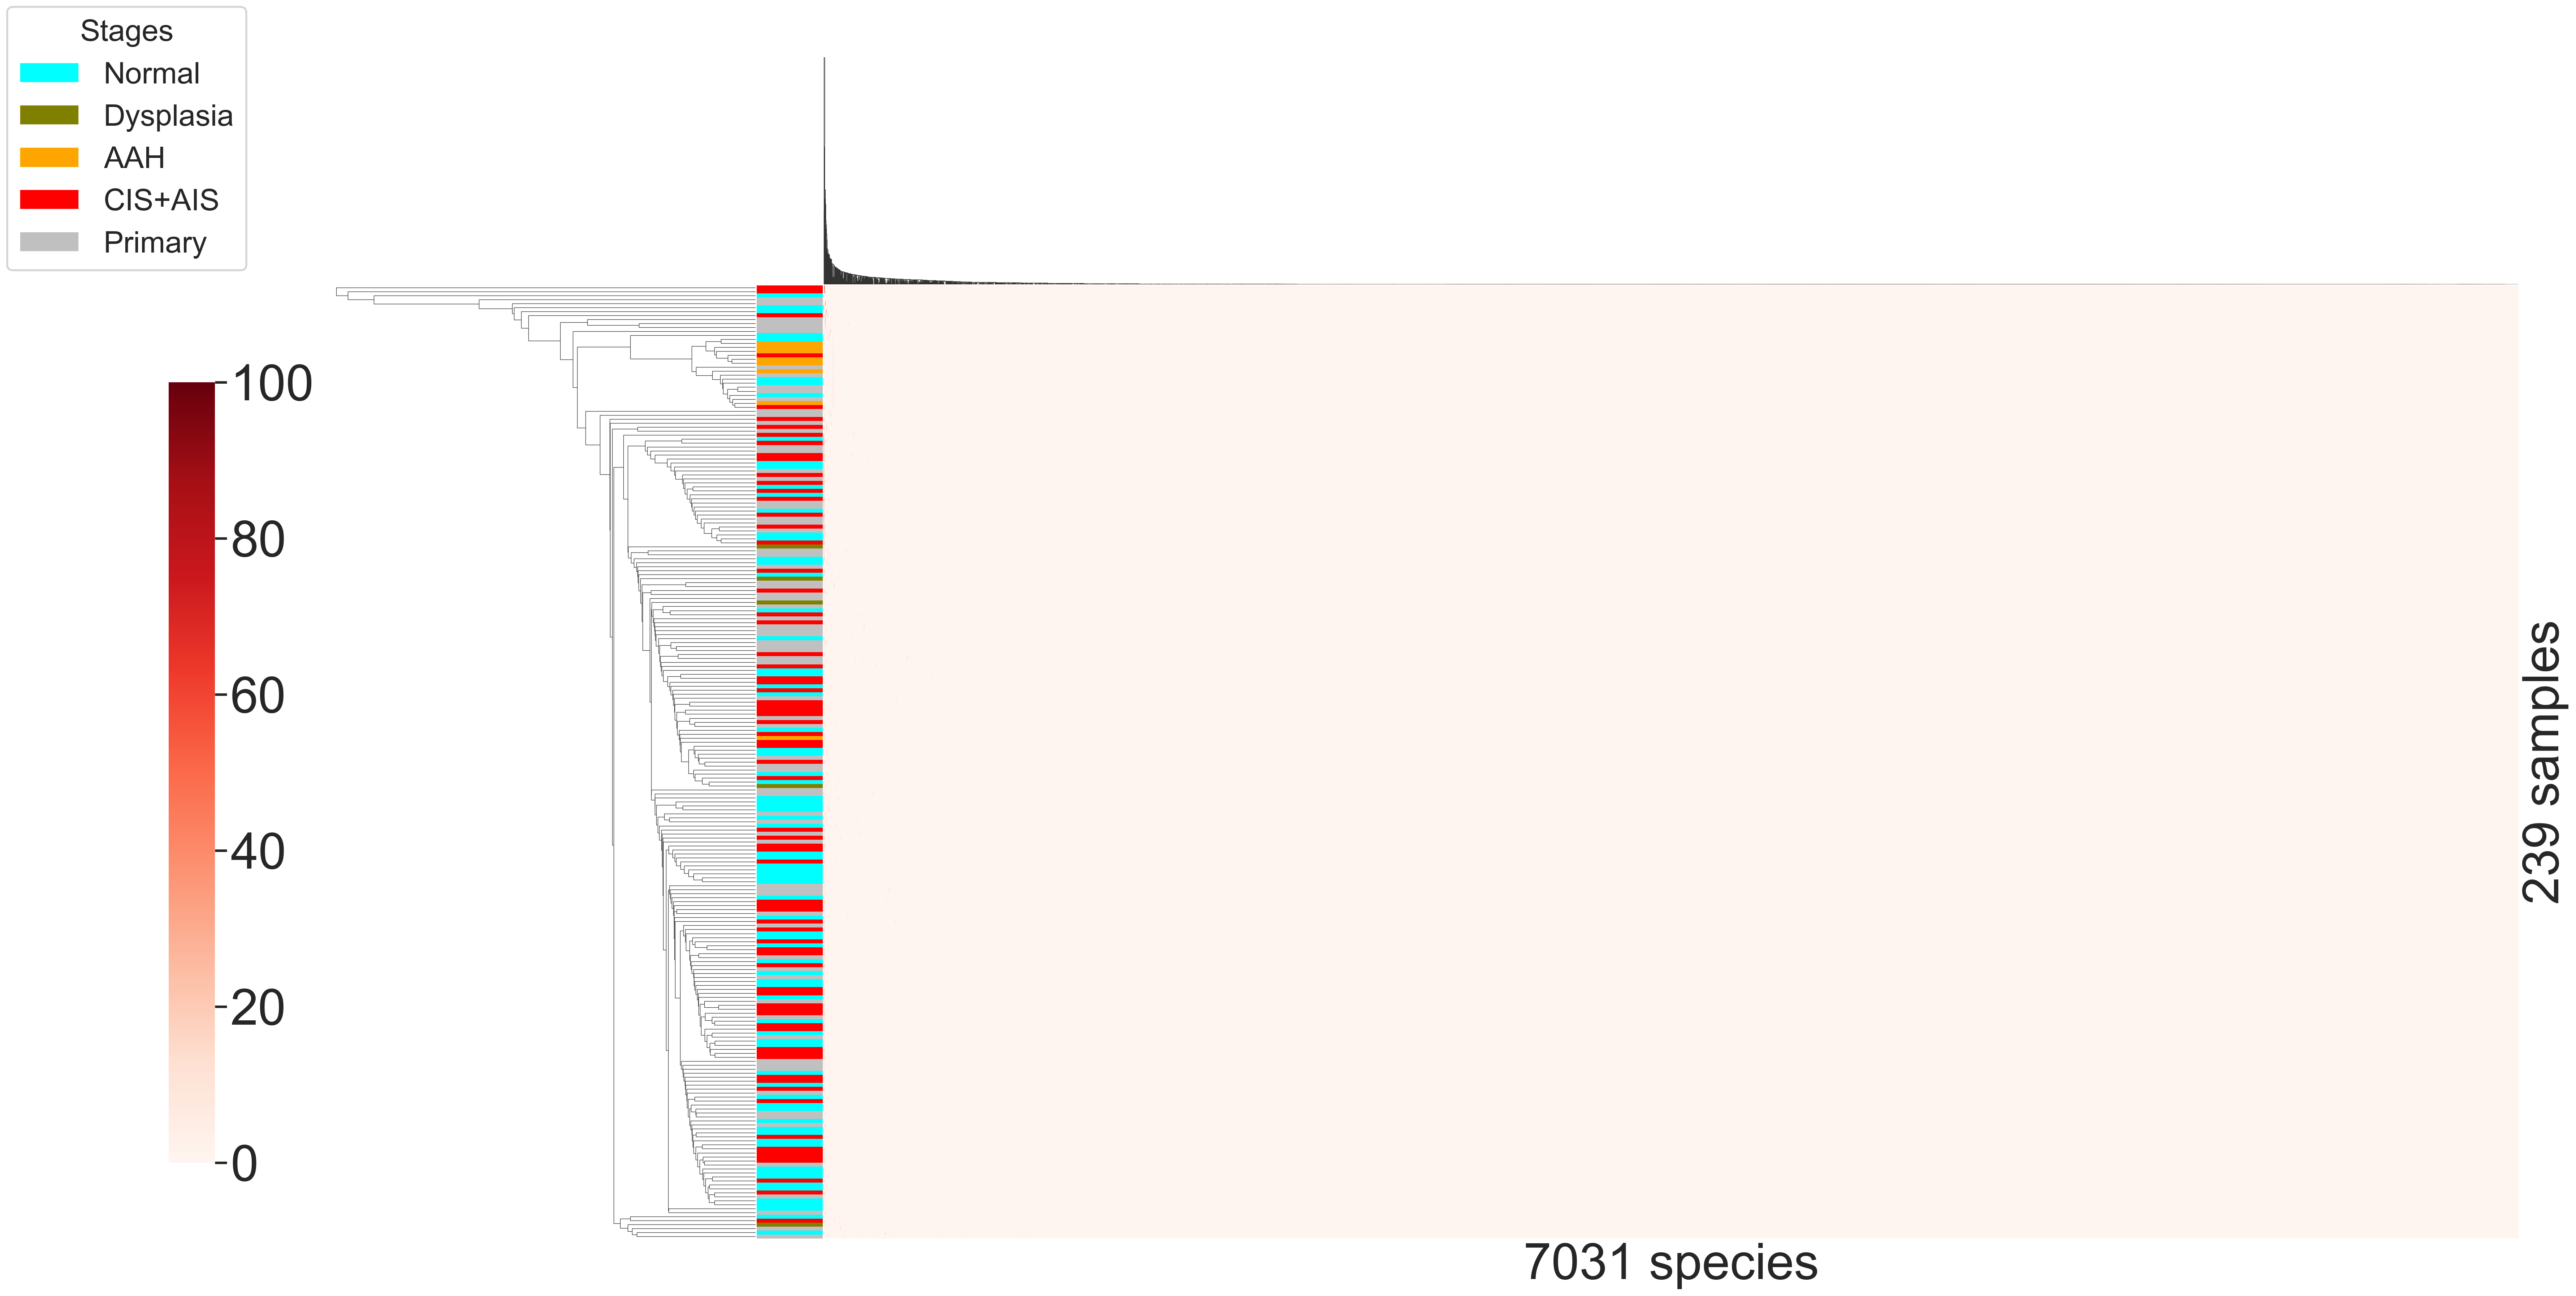 Stages
Normal
Dysplasia
AAH
CIS+AIS
Primary
100
80
60
40
20
0
239 samples
7031 species